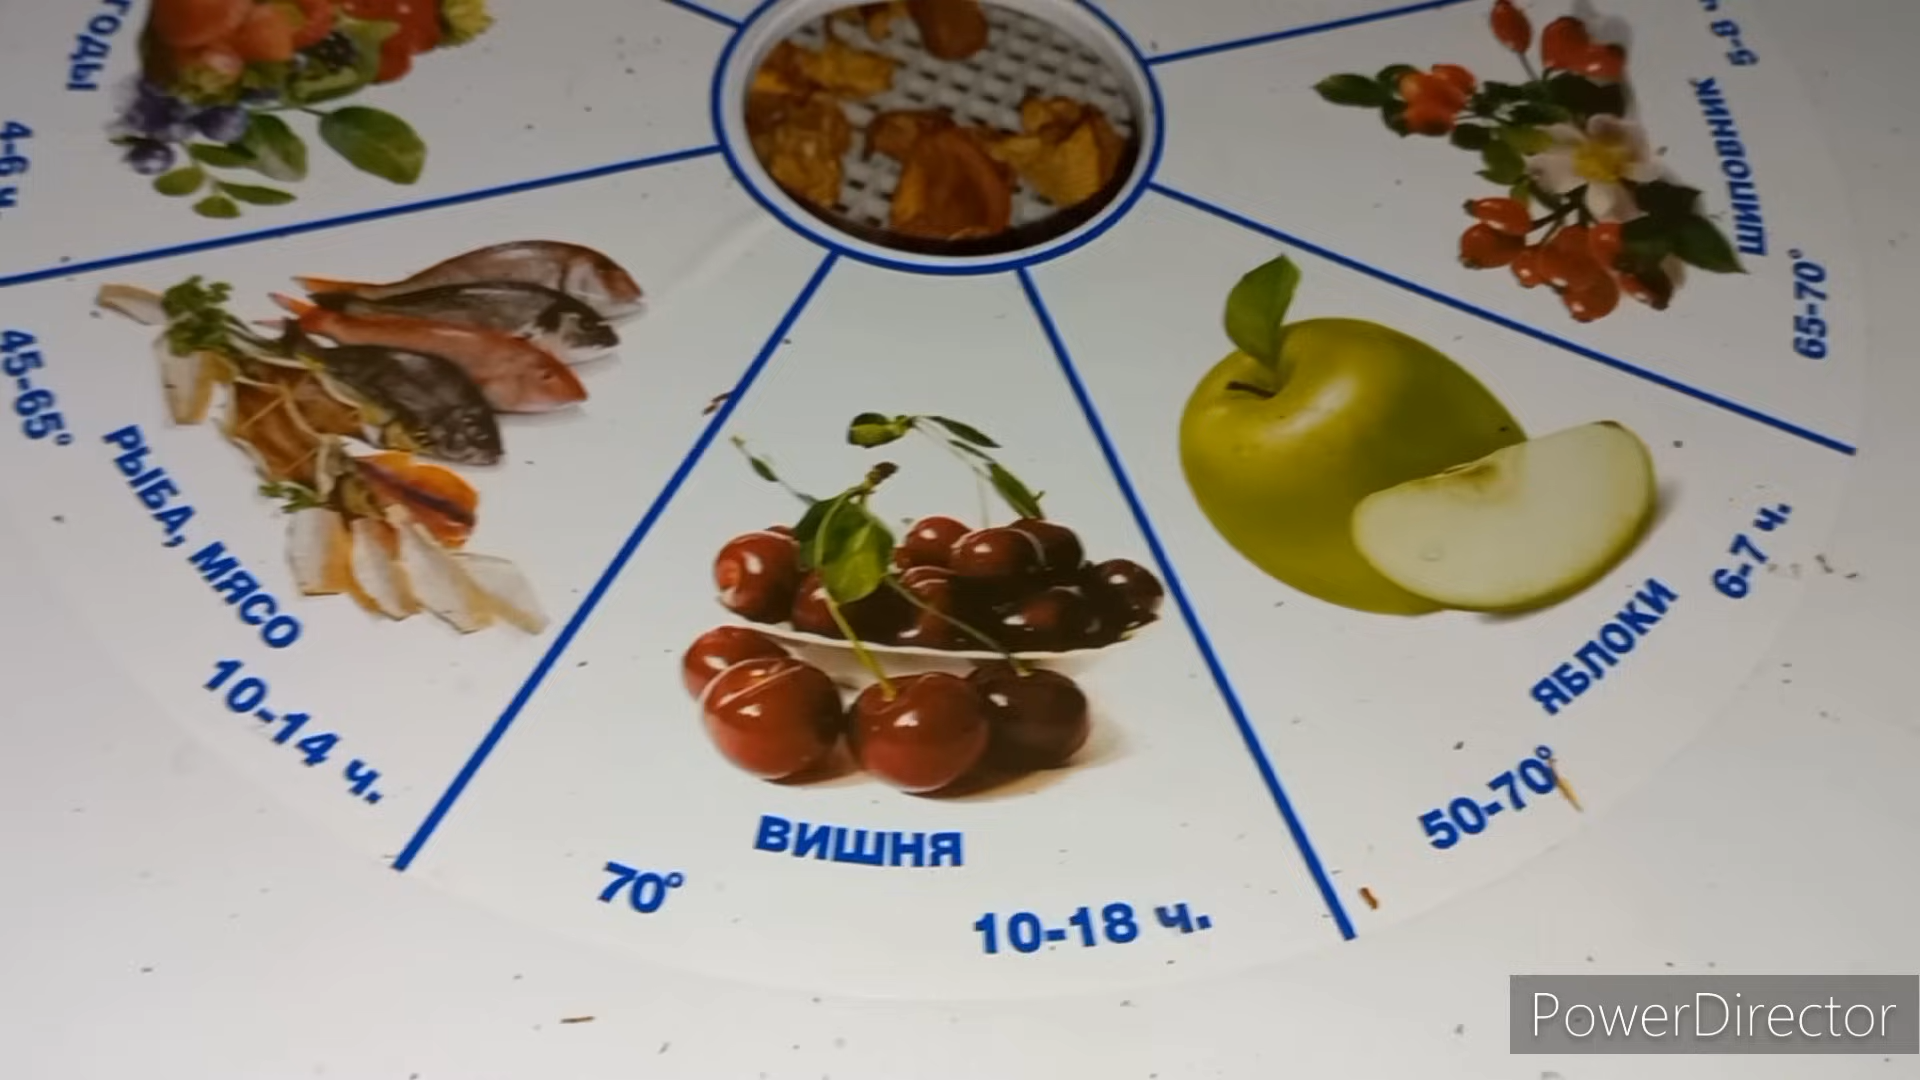 4-6 ч.
45-65°
РЫБА, МЯСО
10-14 ч.
70°
ВИШНЯ
10-18 ч.
50-70°
ЯБЛОКИ
6-7 ч.
65-70°
ШИПОВНИК
PowerDirector